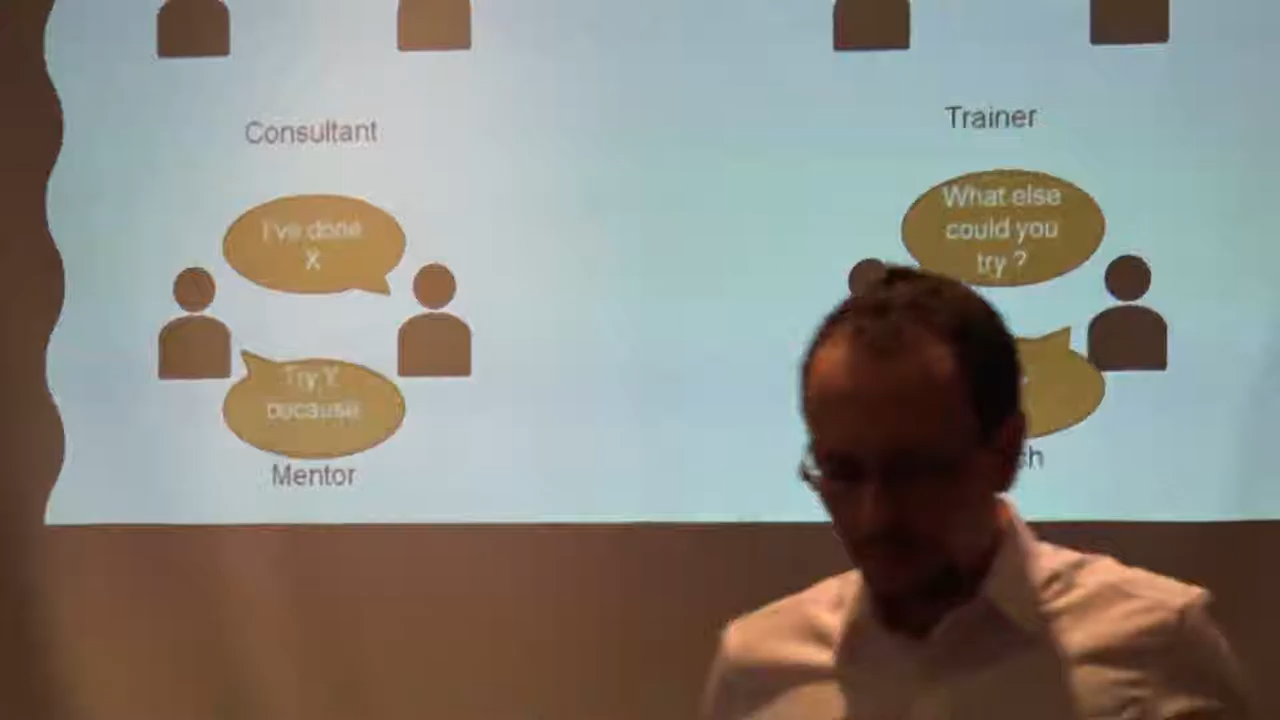 Consultant
Trainer
I've done
X
What else
could you
try ?
Try Y
because
Mentor